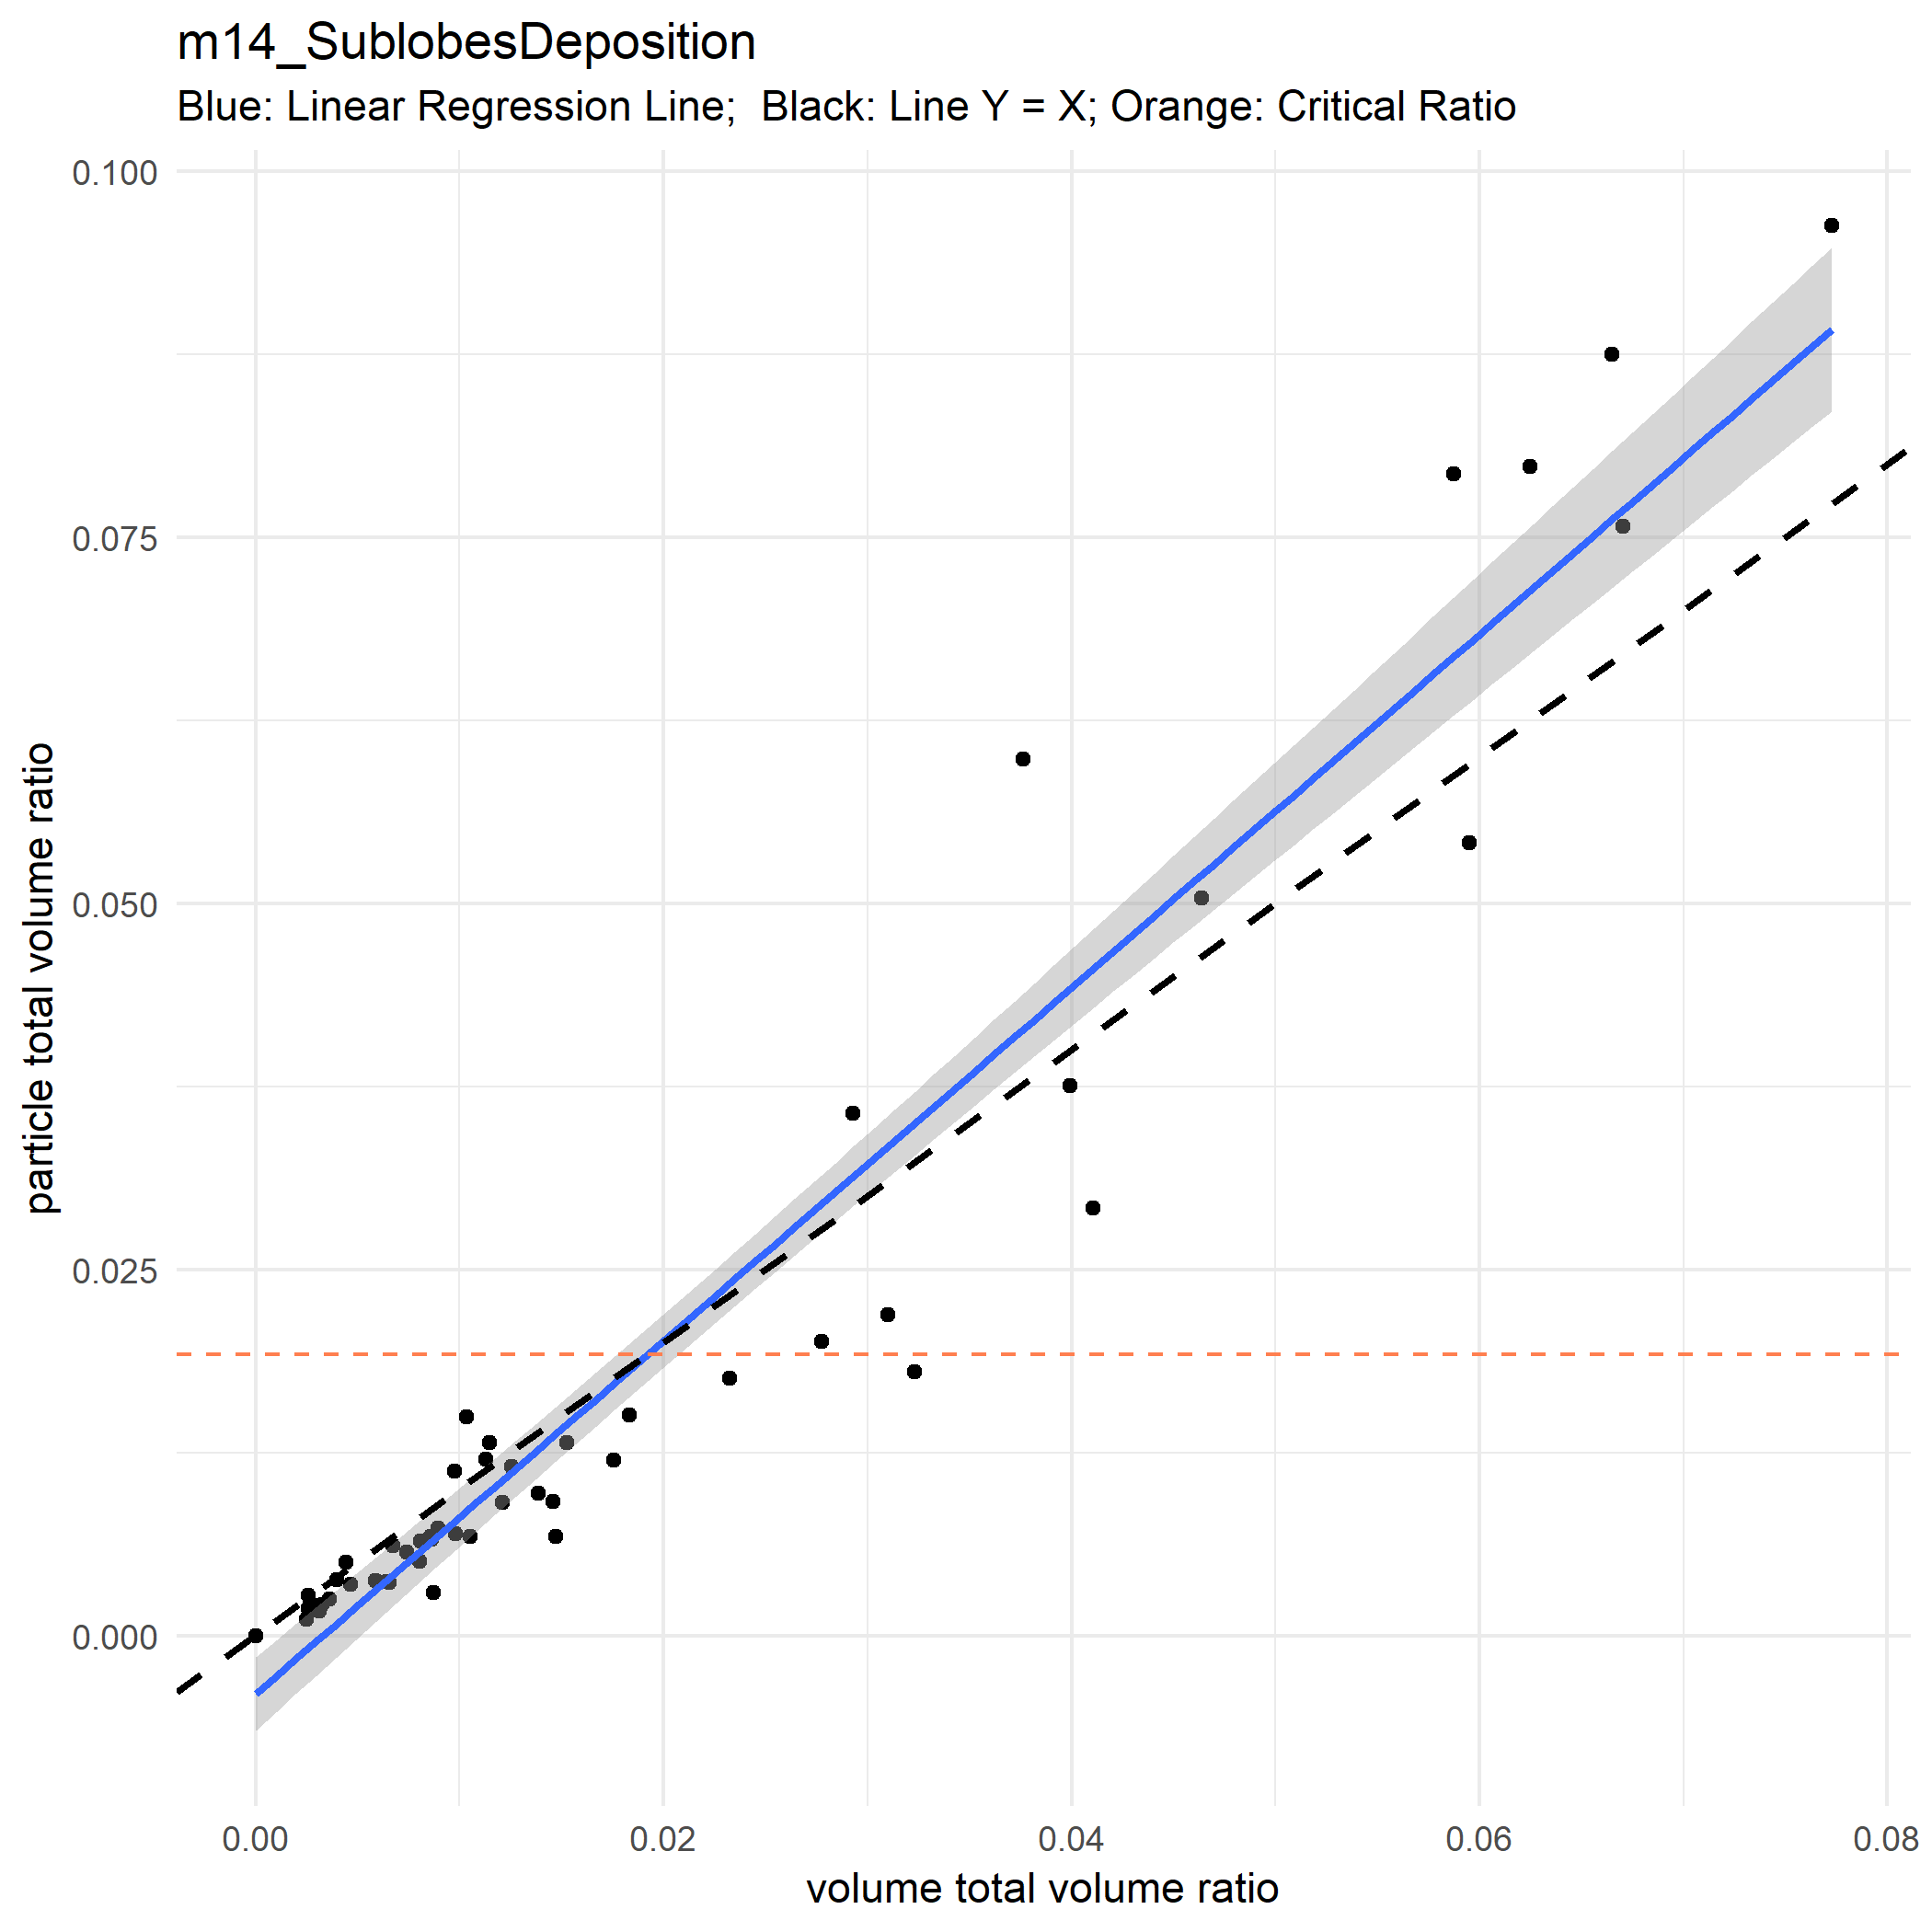 m14_SublobesDeposition
Blue: Linear Regression Line;  Black: Line Y = X; Orange: Critical Ratio
0.100
0.075
0.050
0.025
0.000
particle total volume ratio
0.00 0.02 0.04 0.06 0.08
volume total volume ratio